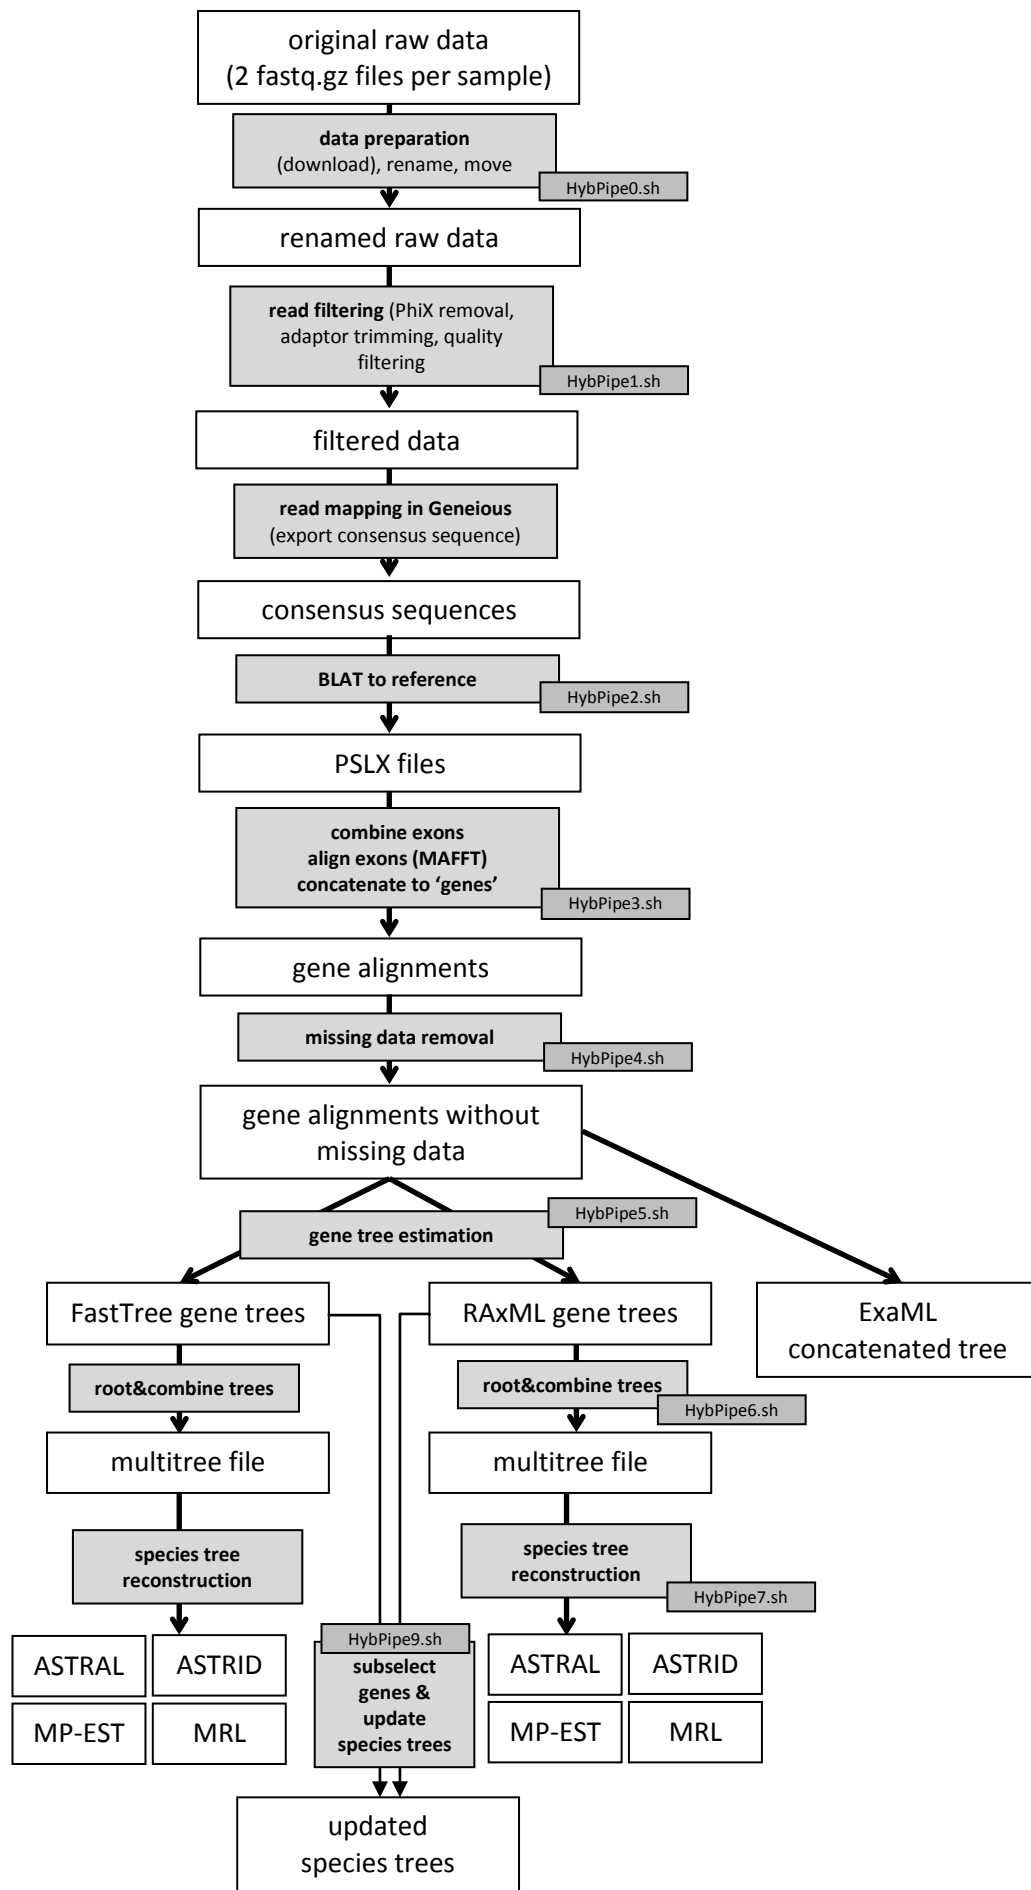 original raw data
(2 fastq.gz files per sample)
data preparation
(download), rename, move
HybPipe0.sh
renamed raw data
read filtering (PhiX removal,
adaptor trimming, quality
filtering
HybPipe1.sh
filtered data
read mapping in Geneious
(export consensus sequence)
consensus sequences
BLAT to reference
HybPipe2.sh
PSLX files
combine exons
align exons (MAFFT)
concatenate to ‘genes’
HybPipe3.sh
gene alignments
missing data removal
HybPipe4.sh
gene alignments without
missing data
HybPipe5.sh
gene tree estimation
FastTree gene trees
RAxML gene trees
ExaML
concatenated tree
root&combine trees
root&combine trees
HybPipe6.sh
multitree file
multitree file
species tree
reconstruction
species tree
reconstruction
HybPipe7.sh
ASTRAL
ASTRID
MP-EST
MRL
HybPipe9.sh
subselect
genes &
update
species trees
ASTRAL
ASTRID
MP-EST
MRL
updated
species trees